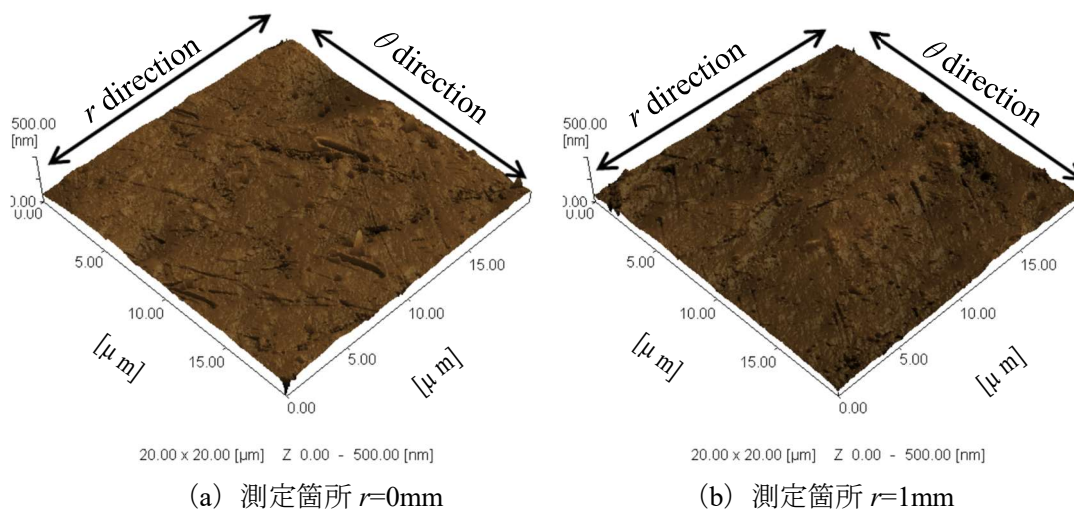 r direction
θ direction
500.00
[nm]
0.00
0.00
5.00
10.00
15.00
[μ m]
0.00
5.00
10.00
15.00
[μ m]
20.00 x 20.00 [µm] Z 0.00 - 500.00 [nm]
(a) 測定箇所 r=0mm
r direction
θ direction
500.00
[nm]
0.00
0.00
5.00
10.00
15.00
[μ m]
0.00
5.00
10.00
15.00
[μ m]
20.00 x 20.00 [µm] Z 0.00 - 500.00 [nm]
(b) 測定箇所 r=1mm